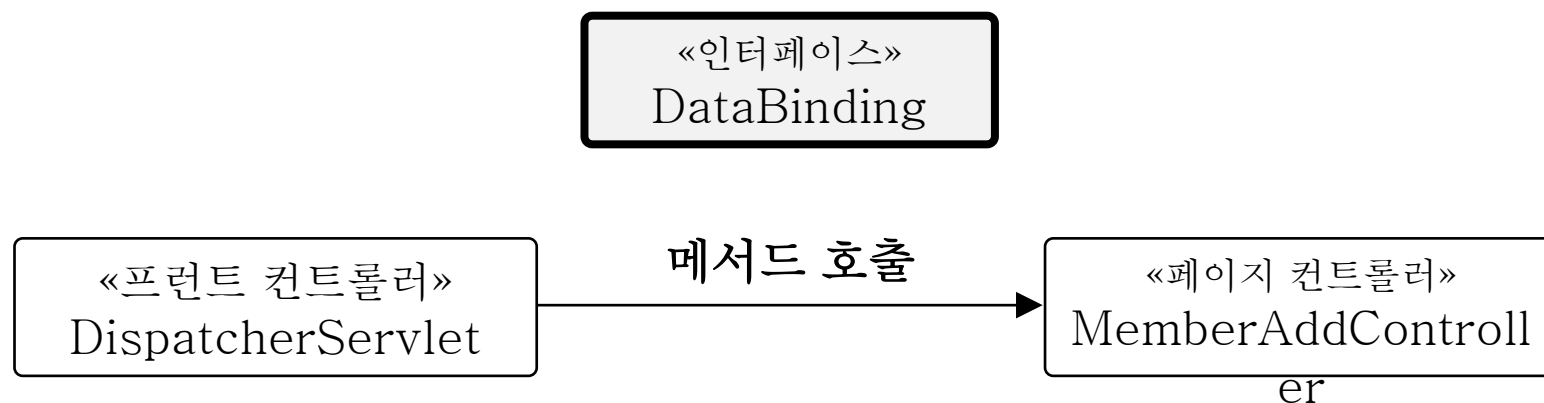 «인터페이스»
DataBinding
메서드 호출
«프런트 컨트롤러»
DispatcherServlet
«페이지 컨트롤러»
MemberAddControll
er